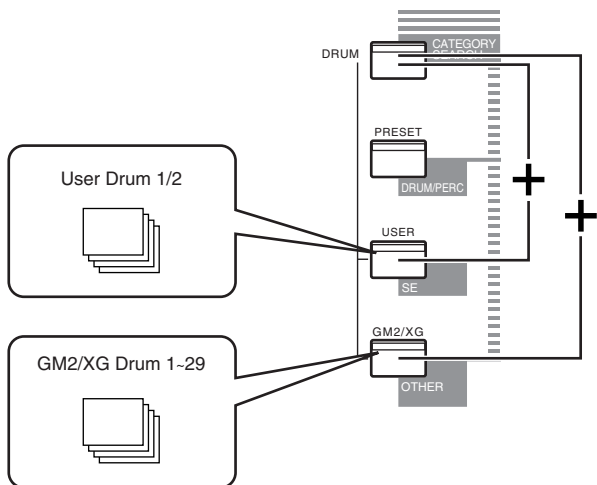 DRUM
CATEGORY
SEARCH
PRESET
DRUM/PERC
User Drum 1/2
USER
SE
GM2/XG
GM2/XG Drum 1~29
OTHER